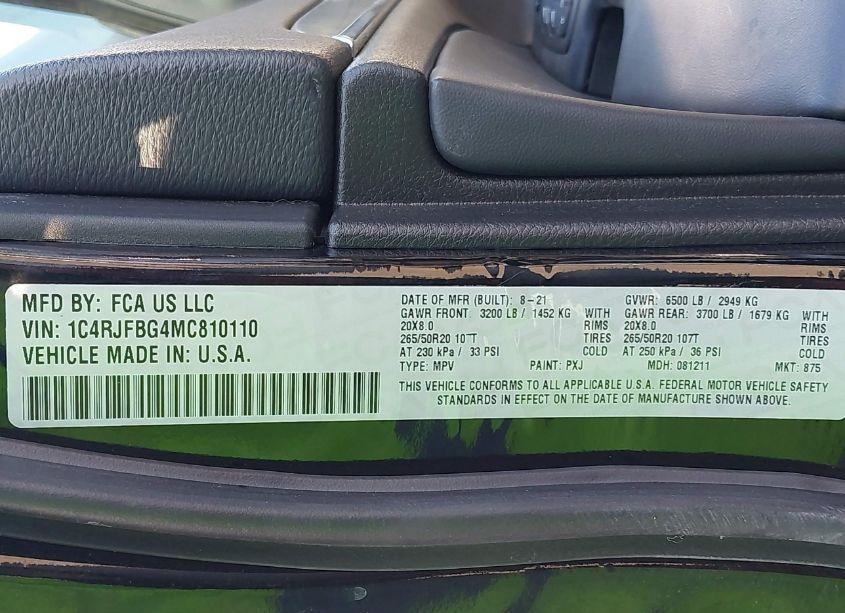 MFD BY: FCA US LLC
VIN: 1C4RJFBG4MC810110
VEHICLE MADE IN: U.S.A.
DATE OF MFR (BUILT): 8-21 GVWR: 6500 LB / 2949 KG
GAWR FRONT: 3200 LB / 1452 KG WITH GAWR REAR: 3700 LB / 1679 KG WITH
20X8.0 RIMS 20X8.0 RIMS
265/50R20 TIRES 265/50R20 107T TIRES
AT 230 kPa / 33 PSI COLD AT 250 kPa / 36 PSI COLD
TYPE: MPV PAINT: PXJ MDH: 081211 MKT: 875
THIS VEHICLE CONFORMS TO ALL APPLICABLE U.S.A. FEDERAL MOTOR VEHICLE SAFETY
STANDARDS IN EFFECT ON THE DATE OF MANUFACTURE SHOWN ABOVE.